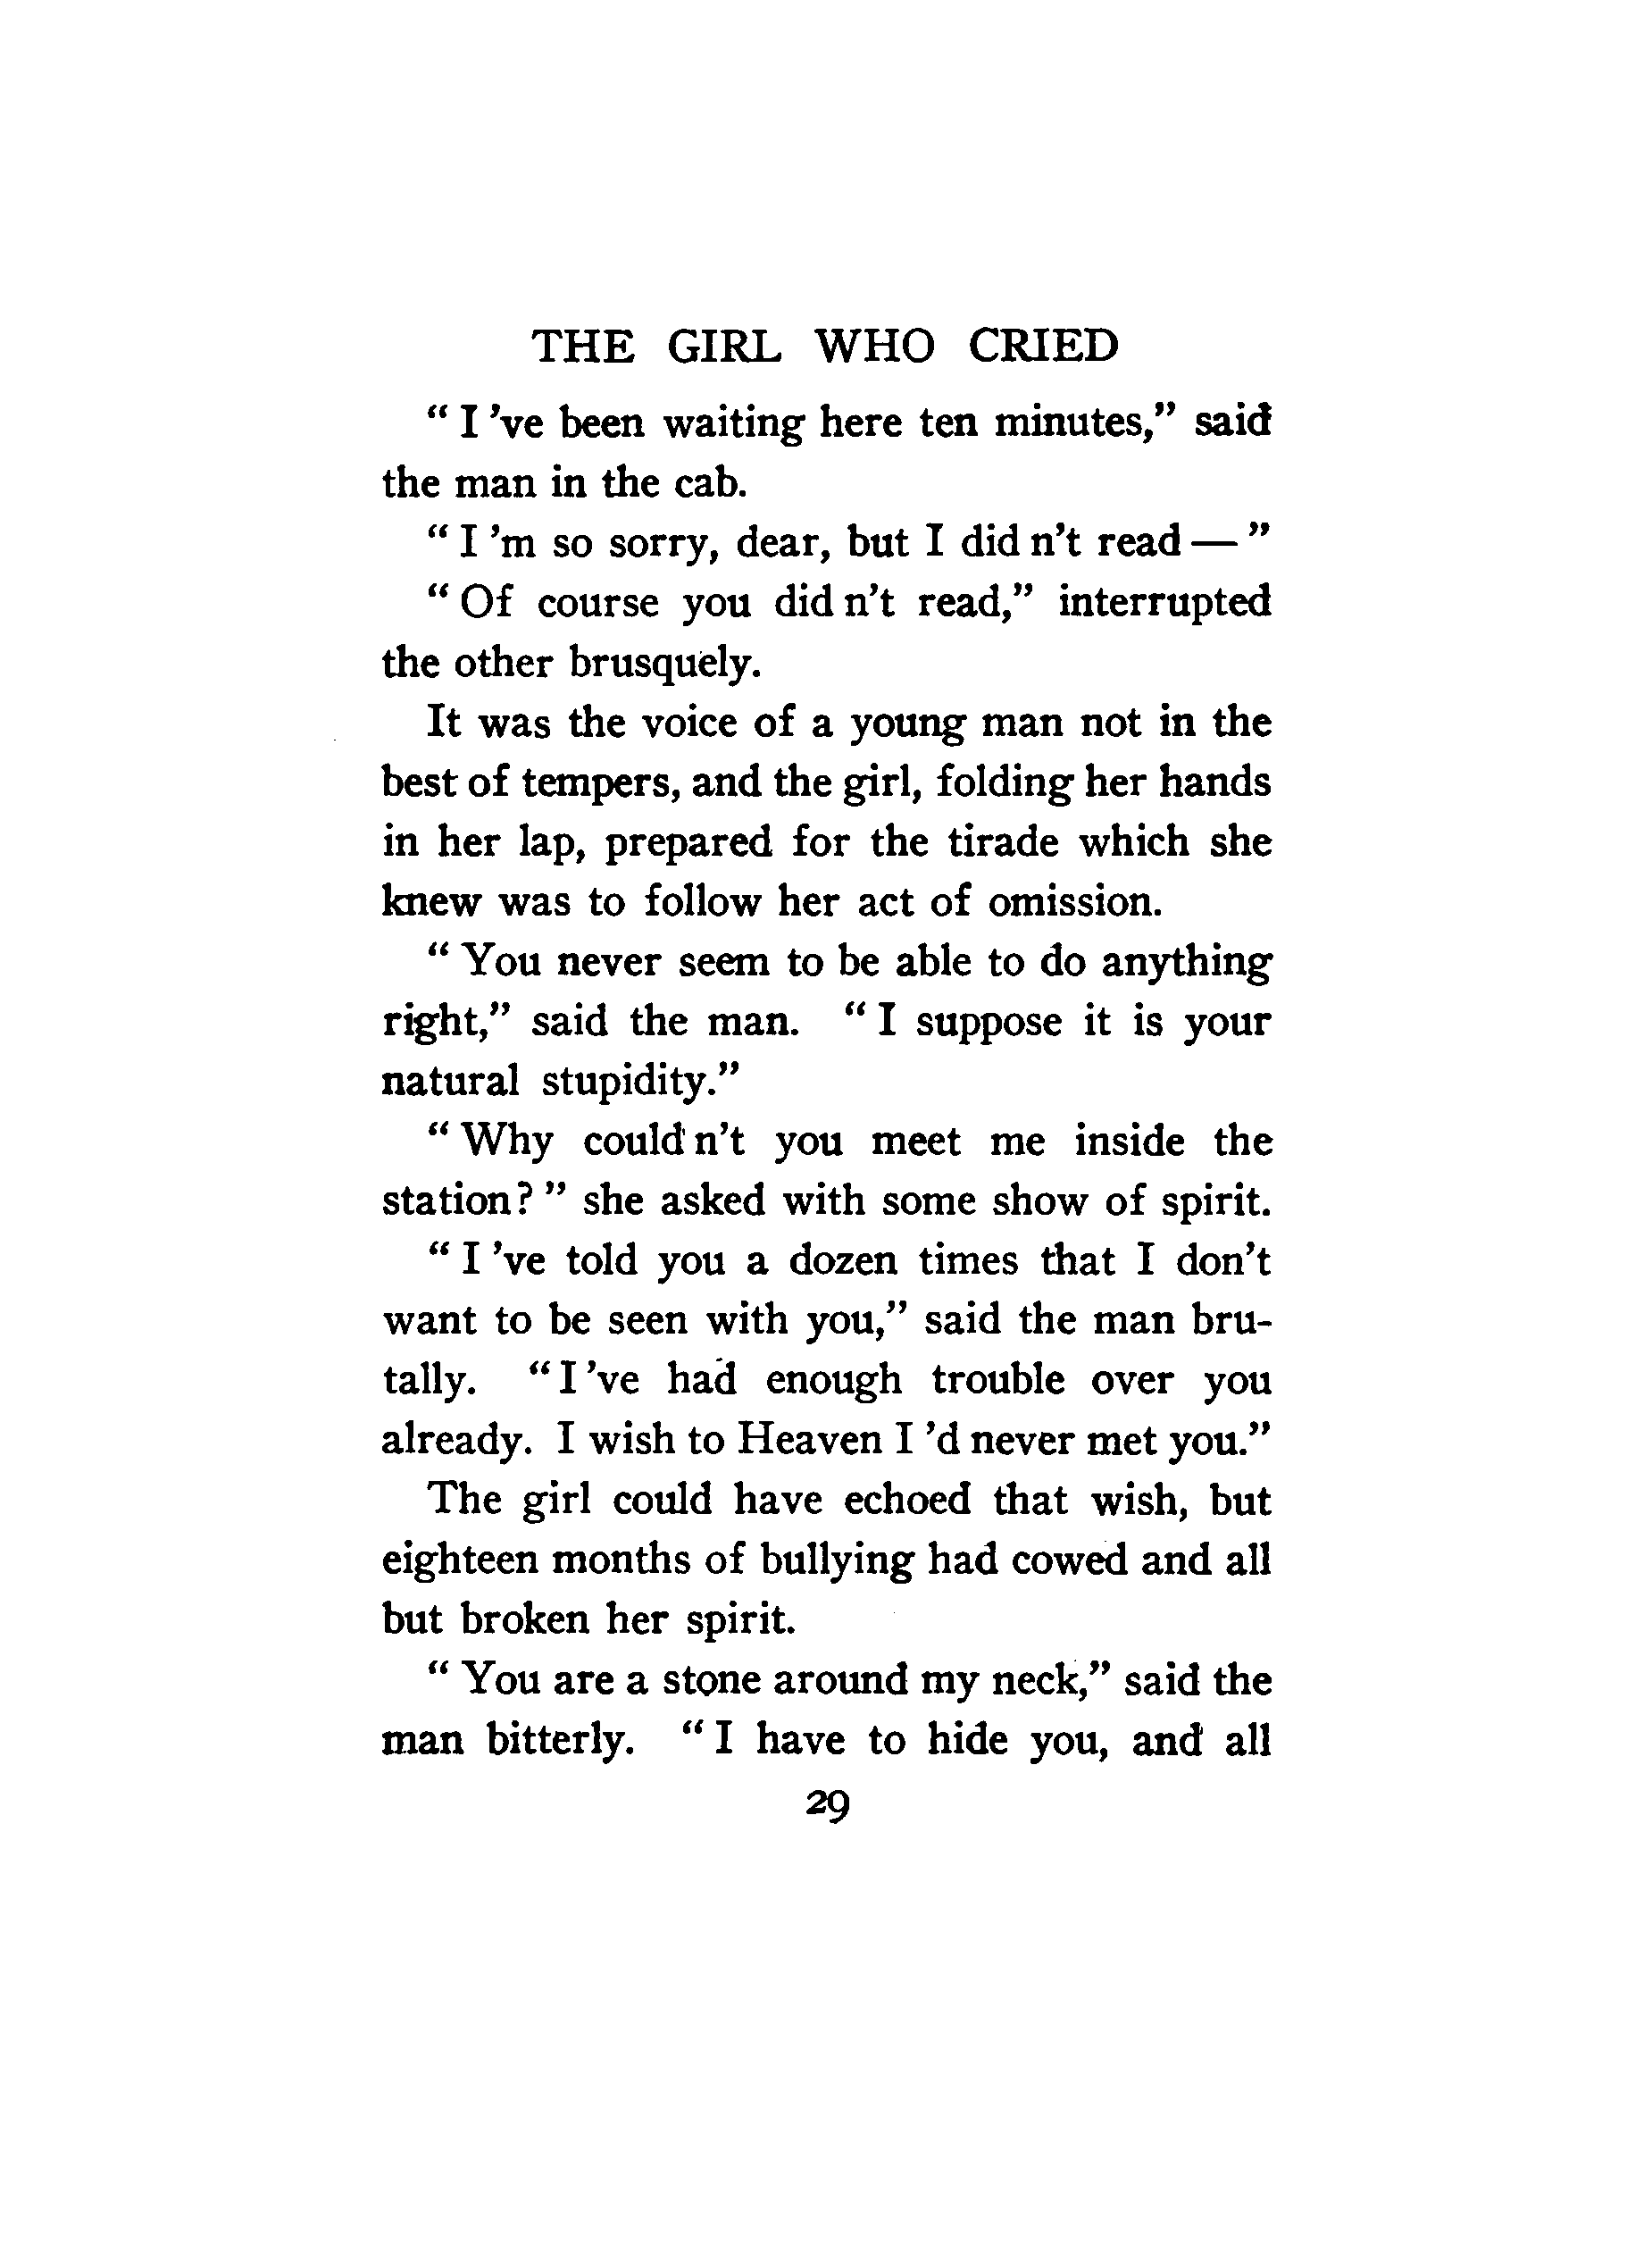 THE GIRL WHO CRIED
“ I ’ve been waiting here ten minutes,” said
the man in the cab.
“ I ’m so sorry, dear, but I did n’t read — ”
“ Of course you did n’t read,” interrupted
the other brusquely.
It was the voice of a young man not in the
best of tempers, and the girl, folding her hands
in her lap, prepared for the tirade which she
knew was to follow her act of omission.
“ You never seem to be able to do anything
right,” said the man. “ I suppose it is your
natural stupidity.”
“ Why could n’t you meet me inside the
station? ” she asked with some show of spirit.
“ I ’ve told you a dozen times that I don’t
want to be seen with you,” said the man bru-
tally. “ I ’ve had enough trouble over you
already. I wish to Heaven I ’d never met you.”
The girl could have echoed that wish, but
eighteen months of bullying had cowed and all
but broken her spirit.
“ You are a stone around my neck,” said the
man bitterly. “ I have to hide you, and all
29